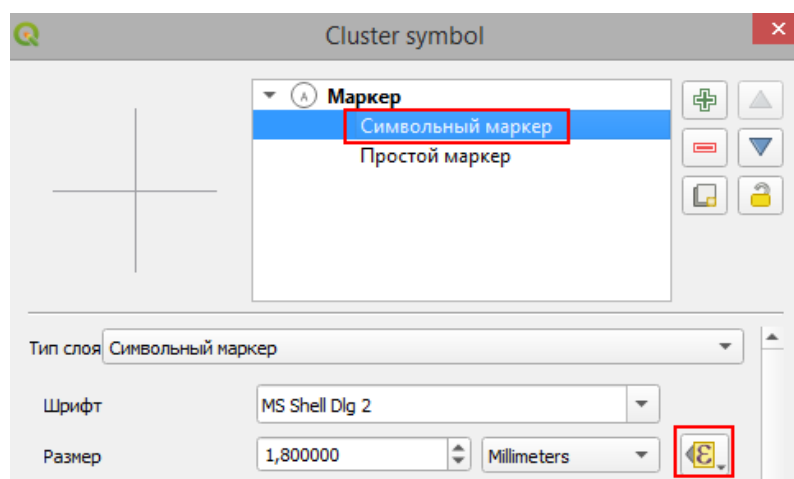 Cluster symbol
A Маркер
Символьный маркер
Простой маркер
Тип слоя Символьный маркер
Шрифт MS Shell Dlg 2
Размер 1,800000 Millimeters ε